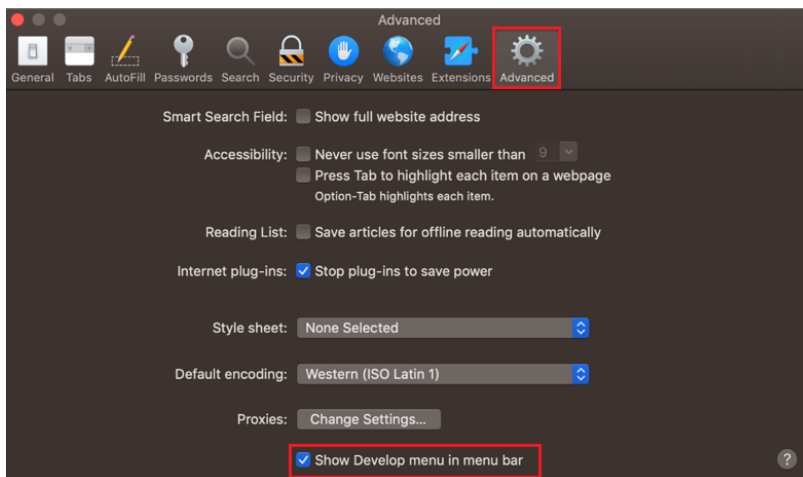 Advanced
General Tabs AutoFill Passwords Search Security Privacy Websites Extensions Advanced
Smart Search Field: Show full website address
Accessibility: Never use font sizes smaller than 9
Press Tab to highlight each item on a webpage
Option-Tab highlights each item.
Reading List: Save articles for offline reading automatically
Internet plug-ins: Stop plug-ins to save power
Style sheet: None Selected
Default encoding: Western (ISO Latin 1)
Proxies: Change Settings...
Show Develop menu in menu bar ?